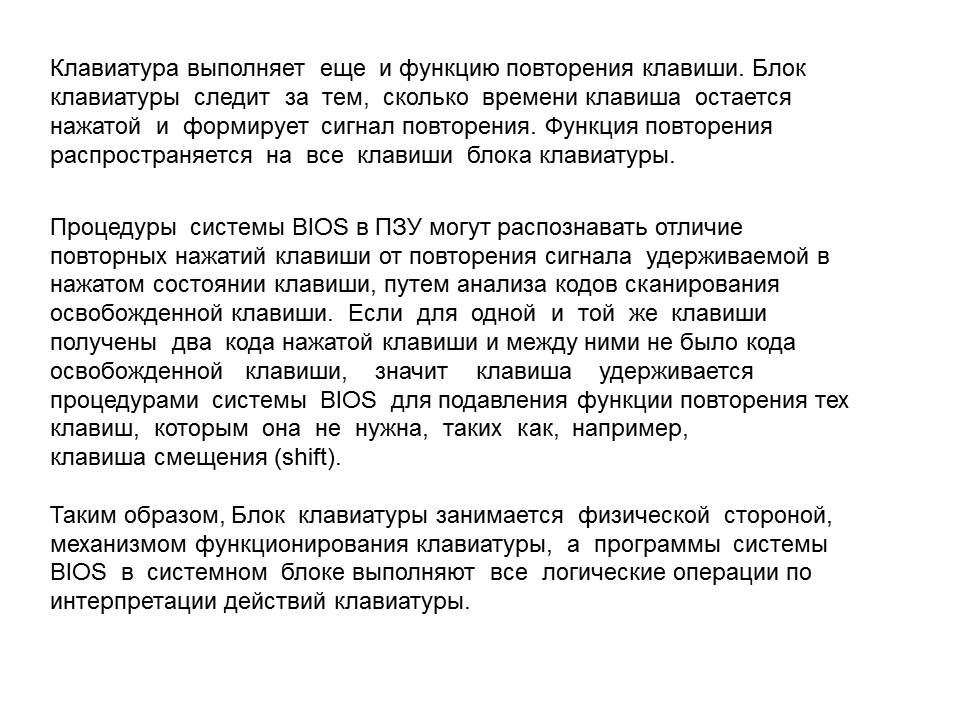 Клавиатура выполняет еще и функцию повторения клавиши. Блок
клавиатуры следит за тем, сколько времени клавиша остается
нажатой и формирует сигнал повторения. Функция повторения
распространяется на все клавиши блока клавиатуры.
Процедуры системы BIOS в ПЗУ могут распознавать отличие
повторных нажатий клавиши от повторения сигнала удерживаемой в
нажатом состоянии клавиши, путем анализа кодов сканирования
освобожденной клавиши. Если для одной и той же клавиши
получены два кода нажатой клавиши и между ними не было кода
освобожденной клавиши, значит клавиша удерживается
процедурами системы BIOS для подавления функции повторения тех
клавиш, которым она не нужна, таких как, например,
клавиша смещения (shift).
Таким образом, Блок клавиатуры занимается физической стороной,
механизмом функционирования клавиатуры, а программы системы
BIOS в системном блоке выполняют все логические операции по
интерпретации действий клавиатуры.